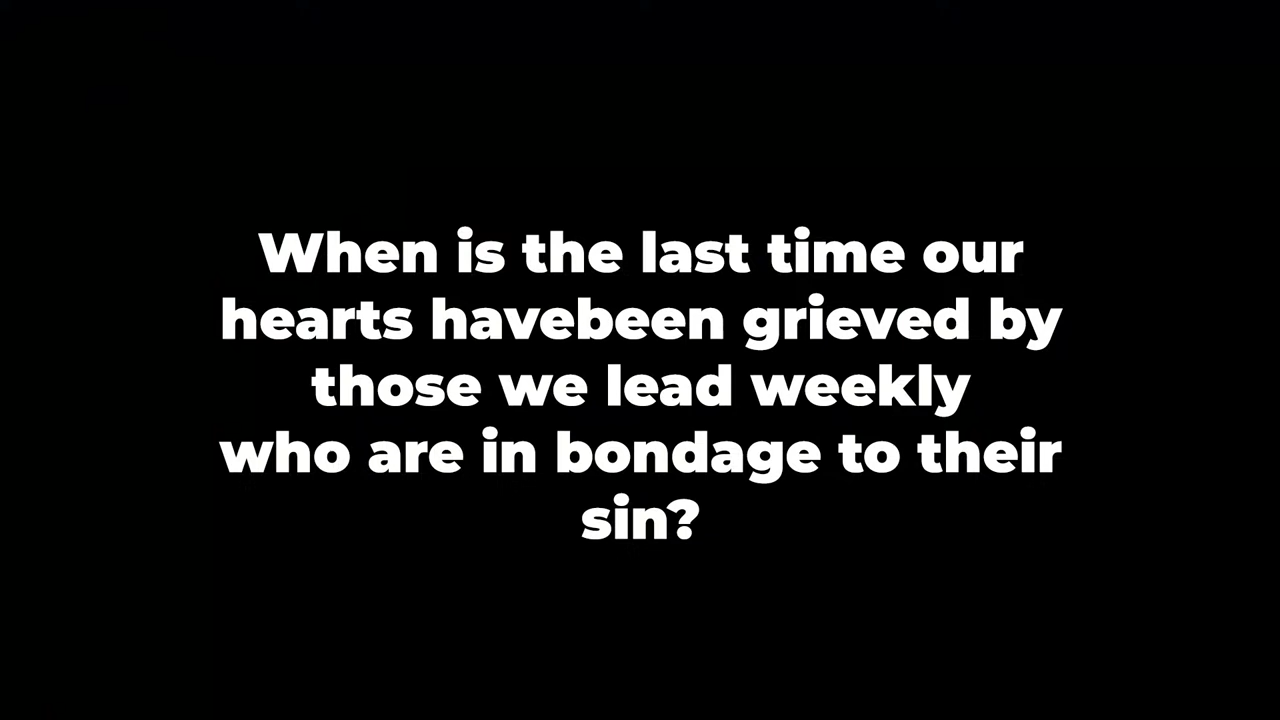 When is the last time our
hearts havebeen grieved by
those we lead weekly
who are in bondage to their
sin?